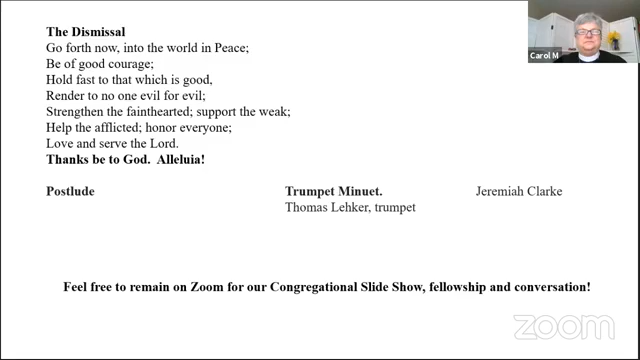 The Dismissal
Go forth now, into the world in Peace;
Be of good courage;
Hold fast to that which is good,
Render to no one evil for evil;
Strengthen the fainthearted; support the weak;
Help the afflicted; honor everyone;
Love and serve the Lord.
Thanks be to God.  Alleluia!
Postlude Trumpet Minuet. Jeremiah Clarke
Thomas Lehker, trumpet
Feel free to remain on Zoom for our Congregational Slide Show, fellowship and conversation!
Carol M
zoom